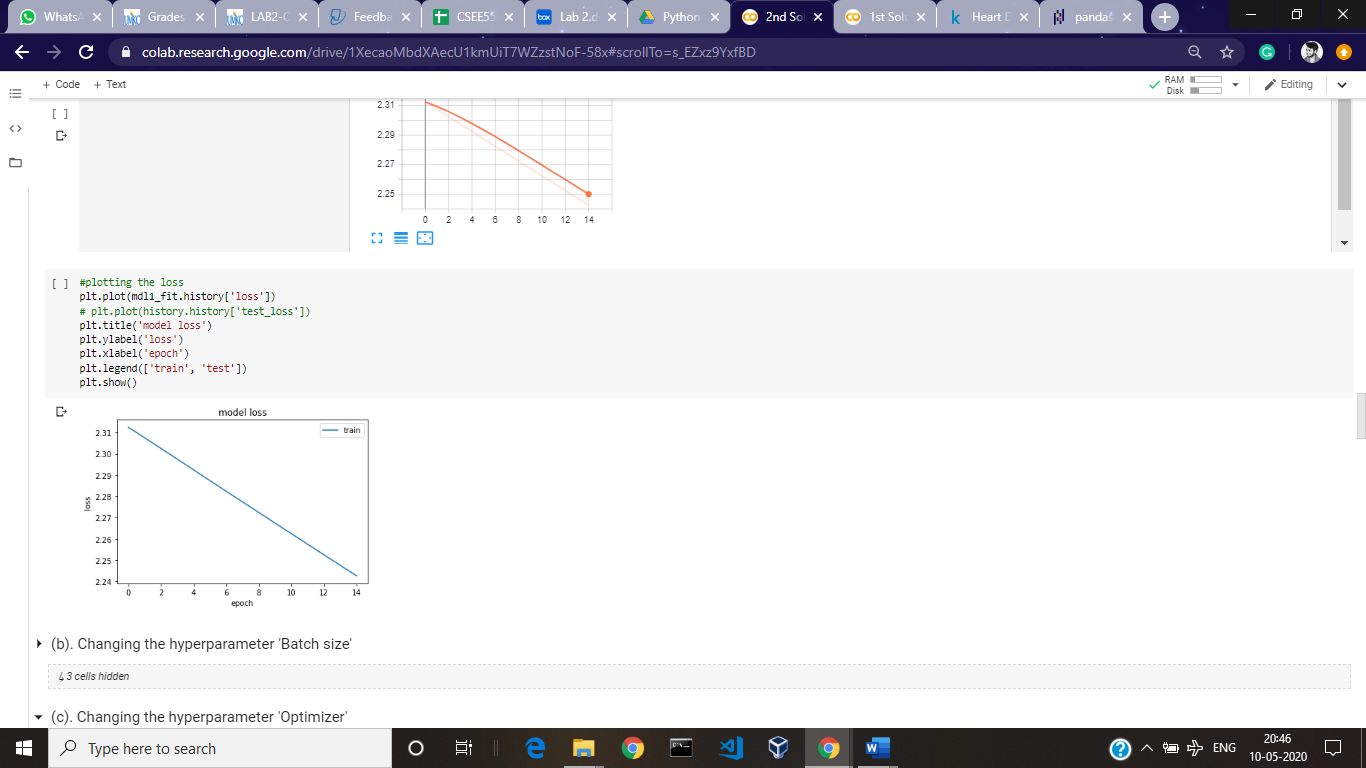 WhatsA
Grades
LAB2-C
Feedba
CSEE55
Lab 2.d
Python
2nd Sol
1st Solu
Heart D
pandas
colab.research.google.com/drive/1XecaoMbdXAecU1kmUiT7WZzstNoF-58x#scrollTo=s_EZxz9YxfBD
+ Code + Text
RAM
Disk
Editing
[ ]
2.31
2.29
2.27
2.25
0 2 4 6 8 10 12 14
[ ] #plotting the loss
plt.plot(mdl1_fit.history['loss'])
# plt.plot(history.history['test_loss'])
plt.title('model loss')
plt.ylabel('loss')
plt.xlabel('epoch')
plt.legend(['train', 'test'])
plt.show()
model loss
train
2.31
2.30
2.29
2.28
2.27
2.26
2.25
2.24
loss
0 2 4 6 8 10 12 14
epoch
(b). Changing the hyperparameter 'Batch size'
↳ 3 cells hidden
(c). Changing the hyperparameter 'Optimizer'
Type here to search
ENG
20:46
10-05-2020